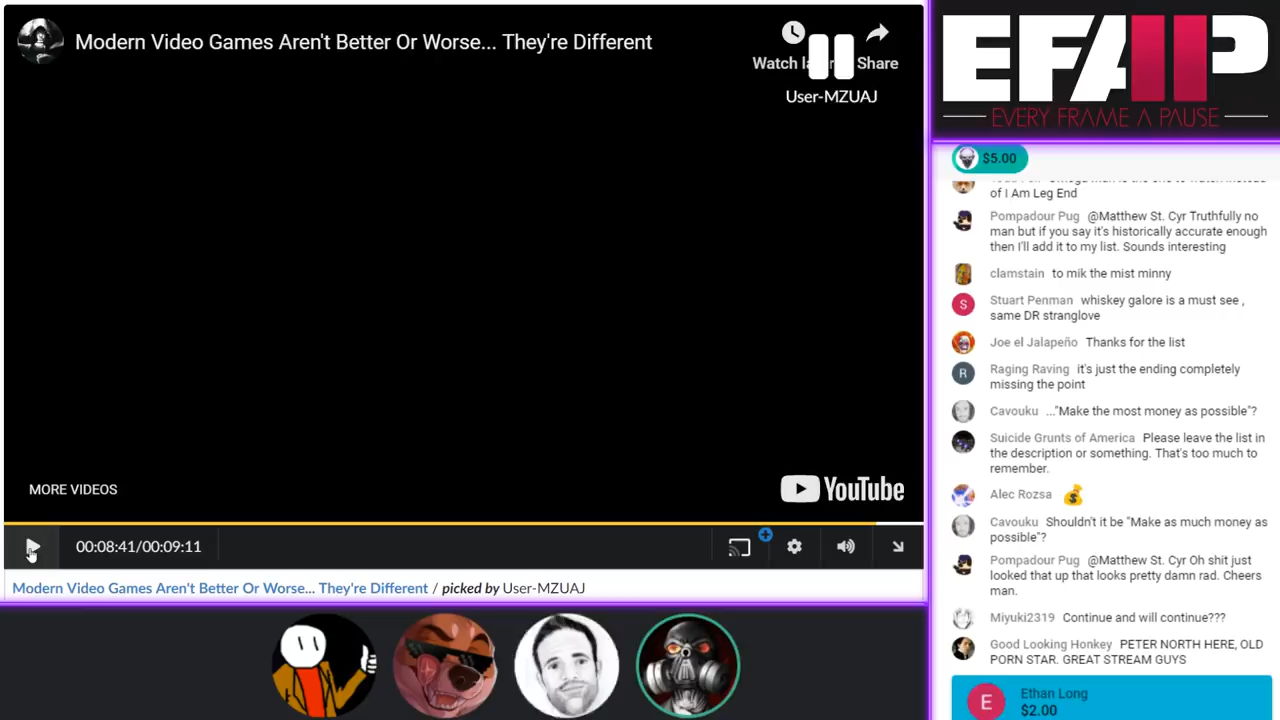 Modern Video Games Aren't Better Or Worse... They're Different
Watch Share
User-MZUAJ
MORE VIDEOS
YouTube
00:08:41/00:09:11
Modern Video Games Aren't Better Or Worse... They're Different / picked by User-MZUAJ
EFAP
EVERY FRAME A PAUSE
$5.00
of I Am Leg End
Pompadour Pug @Matthew St. Cyr Truthfully no
man but if you say it's historically accurate enough
then I'll add it to my list. Sounds interesting
clamstain to mik the mist minny
Stuart Penman whiskey galore is a must see ,
same DR stranglove
Joe el Jalapeño Thanks for the list
Raging Raving it's just the ending completely
missing the point
Cavouku ..."Make the most money as possible"?
Suicide Grunts of America Please leave the list in
the description or something. That's too much to
remember.
Alec Rozsa
Cavouku Shouldn't it be "Make as much money as
possible"?
Pompadour Pug @Matthew St. Cyr Oh shit just
looked that up that looks pretty damn rad. Cheers
man.
Miyuki2319 Continue and will continue???
Good Looking Honkey PETER NORTH HERE, OLD
PORN STAR. GREAT STREAM GUYS
Ethan Long
$2.00